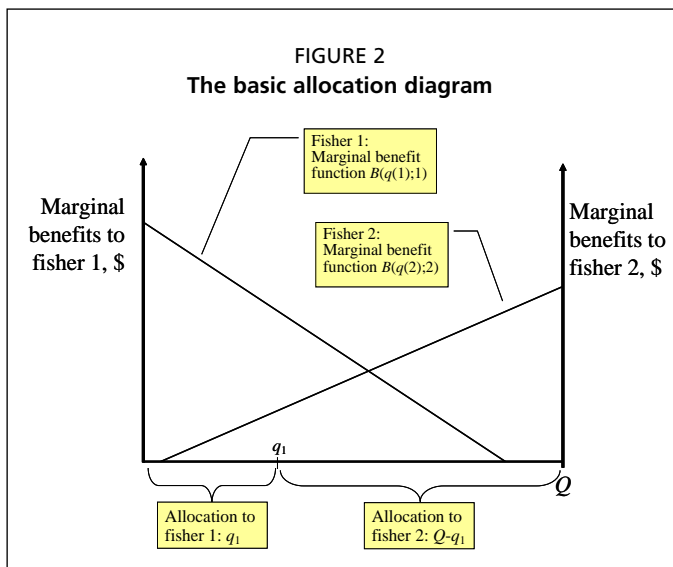 FIGURE 2
The basic allocation diagram
Fisher 1:
Marginal benefit
function B(q(1);1)
Marginal
benefits to
fisher 1, $
Fisher 2:
Marginal benefit
function B(q(2);2)
Marginal
benefits to
fisher 2, $
q1
Q
Allocation to
fisher 1: q1
Allocation to
fisher 2: Q-q1